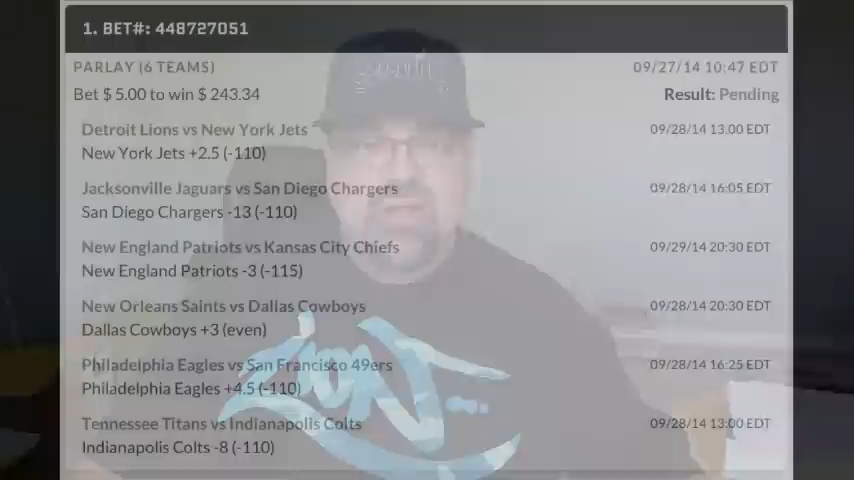 1. BET#: 448727051
PARLAY (6 TEAMS) 09/27/14 10:47 EDT
Bet $ 5.00 to win $ 243.34 Result: Pending
Detroit Lions vs New York Jets 09/28/14 13:00 EDT
New York Jets +2.5 (-110)
Jacksonville Jaguars vs San Diego Chargers 09/28/14 16:05 EDT
San Diego Chargers -13 (-110)
New England Patriots vs Kansas City Chiefs 09/29/14 20:30 EDT
New England Patriots -3 (-115)
New Orleans Saints vs Dallas Cowboys 09/28/14 20:30 EDT
Dallas Cowboys +3 (even)
Philadelphia Eagles vs San Francisco 49ers 09/28/14 16:25 EDT
Philadelphia Eagles +4.5 (-110)
Tennessee Titans vs Indianapolis Colts 09/28/14 13:00 EDT
Indianapolis Colts -8 (-110)